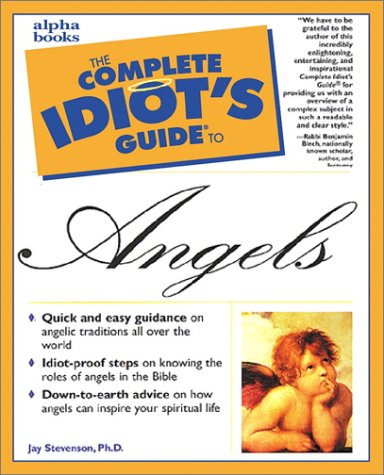 alpha
books
THE
COMPLETE
IDIOT'S
GUIDE® TO
"We have to be
grateful to the
author of this
incredibly
enlightening,
entertaining, and
inspirational
Complete Idiot's
Guide® for
providing us with an
overview of a
complex subject in
such a readable
and clear style."
—Rabbi Benjamin
Blech, nationally
known scholar,
author, and
lecturer
Angels
Quick and easy guidance on
angelic traditions all over the
world
Idiot-proof steps on knowing the
roles of angels in the Bible
Down-to-earth advice on how
angels can inspire your spiritual life
Jay Stevenson, Ph.D.